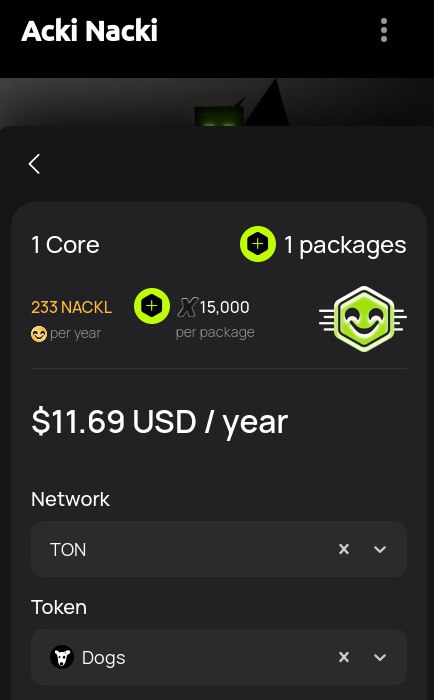 Acki Nacki
1 Core
1 packages
233 NACKL
per year
X 15,000
per package
$11.69 USD / year
Network
TON
Token
Dogs